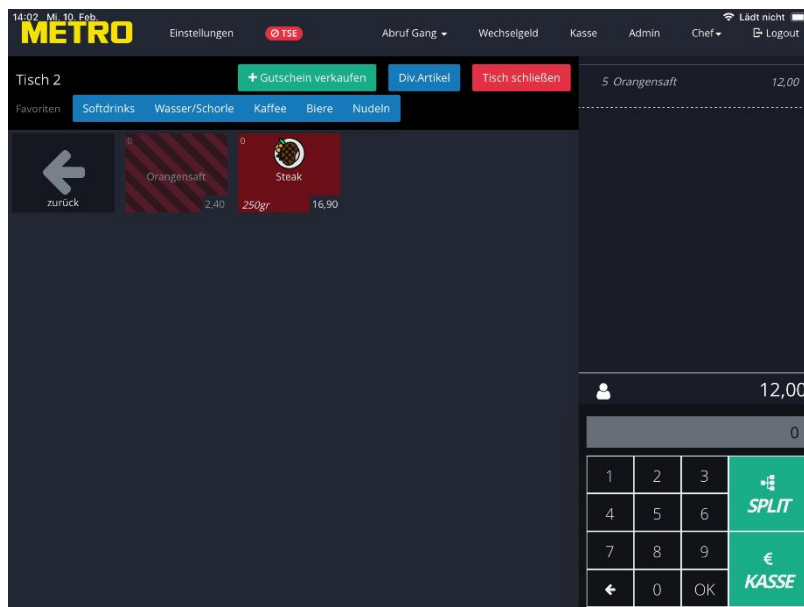 14:02 Mi. 10. Feb. Lädt nicht
METRO Einstellungen TSE Abruf Gang Wechselgeld Kasse Admin Chef Logout
Tisch 2 + Gutschein verkaufen Div.Artikel Tisch schließen
Favoriten Softdrinks Wasser/Schorle Kaffee Biere Nudeln
5 Orangensaft 12,00
zurück
0 Orangensaft 2,40
0 Steak 250gr 16,90
12,00
0
1 2 3
SPLIT
4 5 6
7 8 9
€
KASSE
0 OK